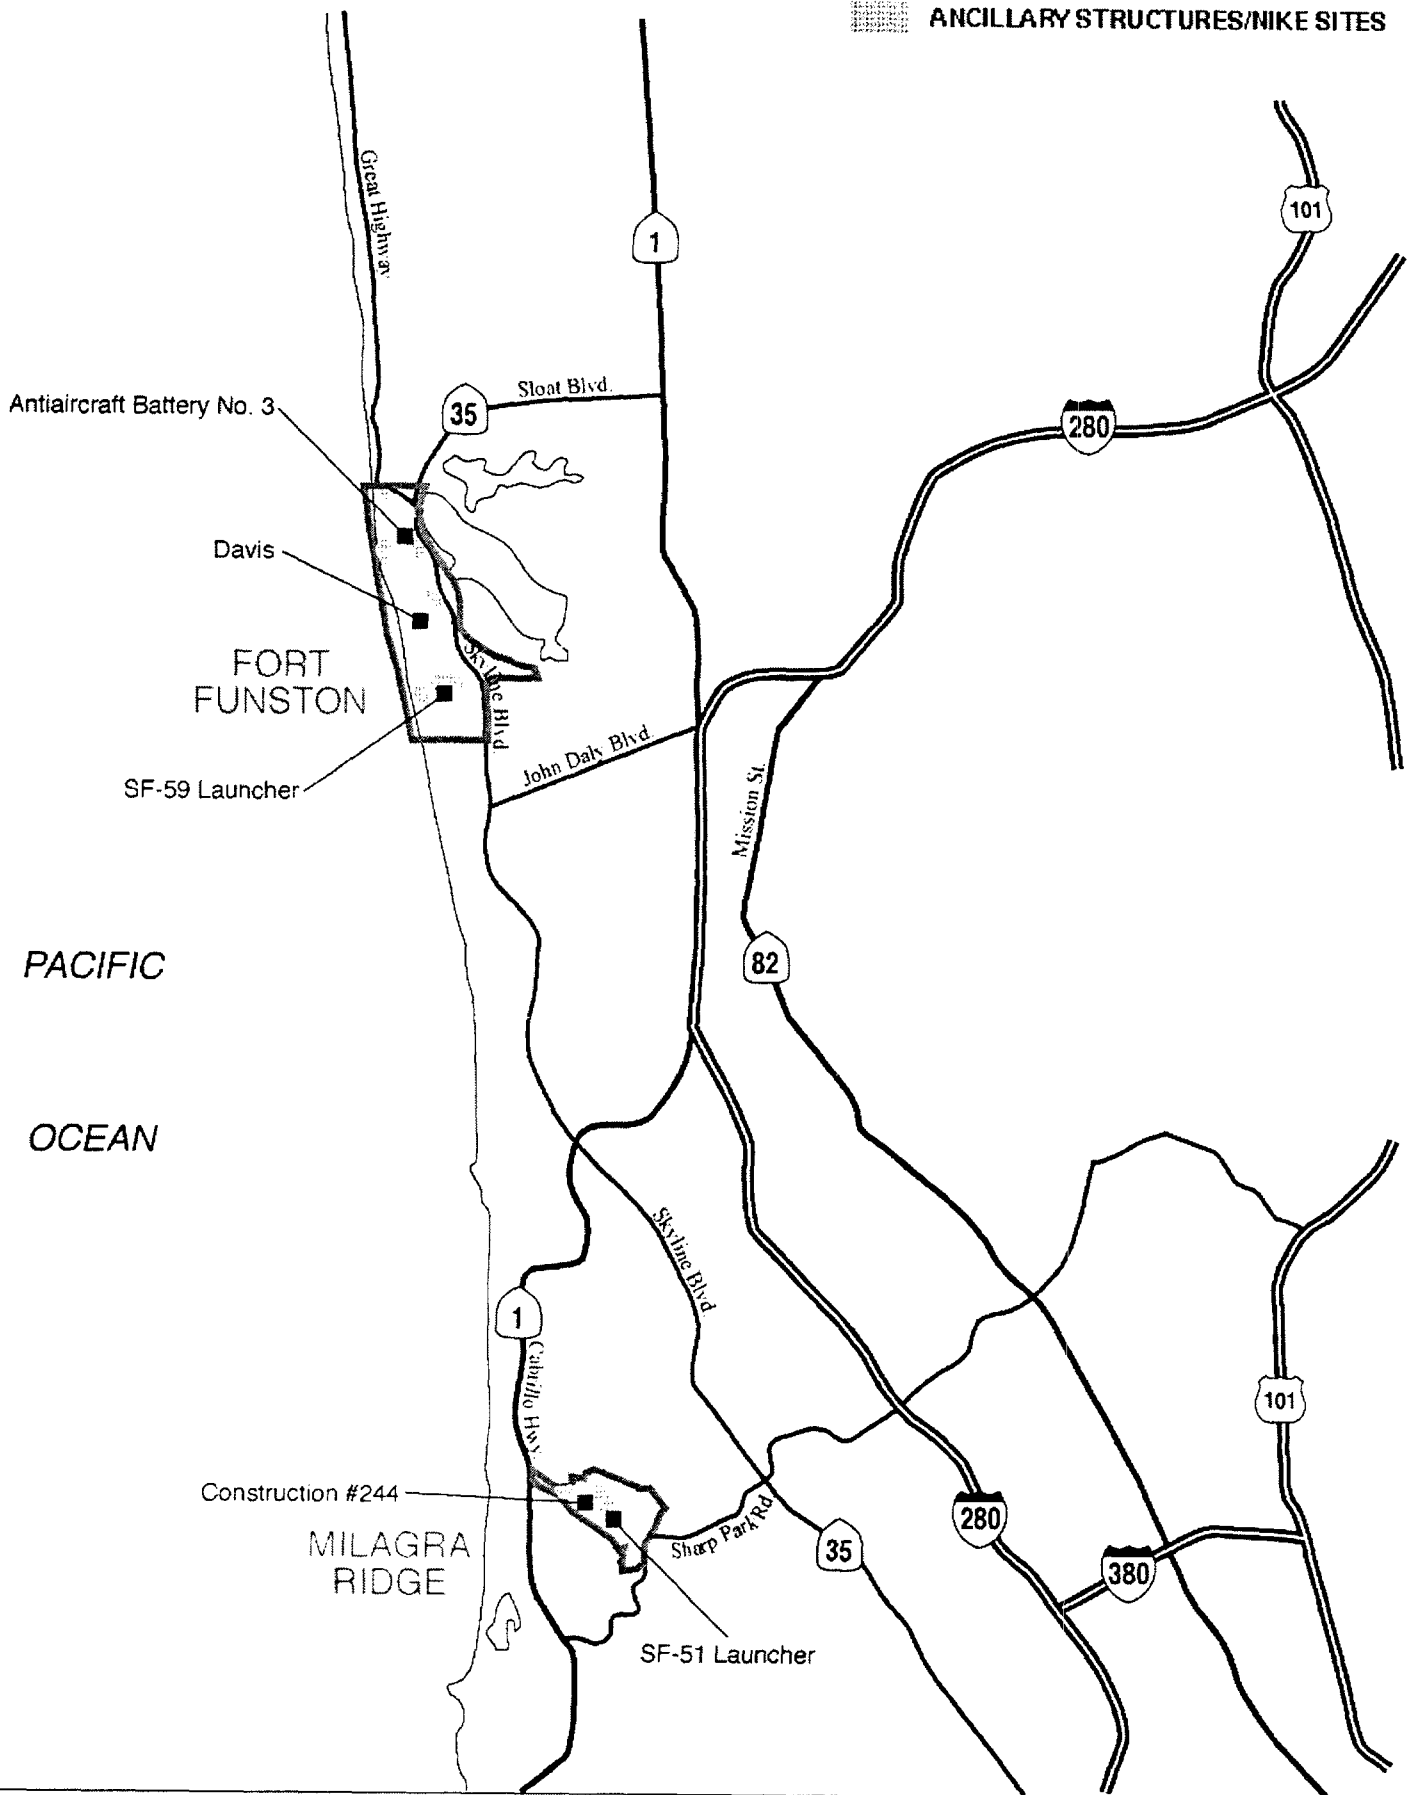 ANCILLARY STRUCTURES/NIKE SITES
Great Highway
101
1
Sloat Blvd.
Antiaircraft Battery No. 3
35
280
Davis
FORT
FUNSTON
Skyline Blvd.
John Daly Blvd.
SF-59 Launcher
Mission St.
PACIFIC
82
OCEAN
Skyline Blvd.
1
Cabrillo Hwy.
101
Construction #244
280
MILAGRA
RIDGE
Sharp Park Rd
35
380
SF-51 Launcher